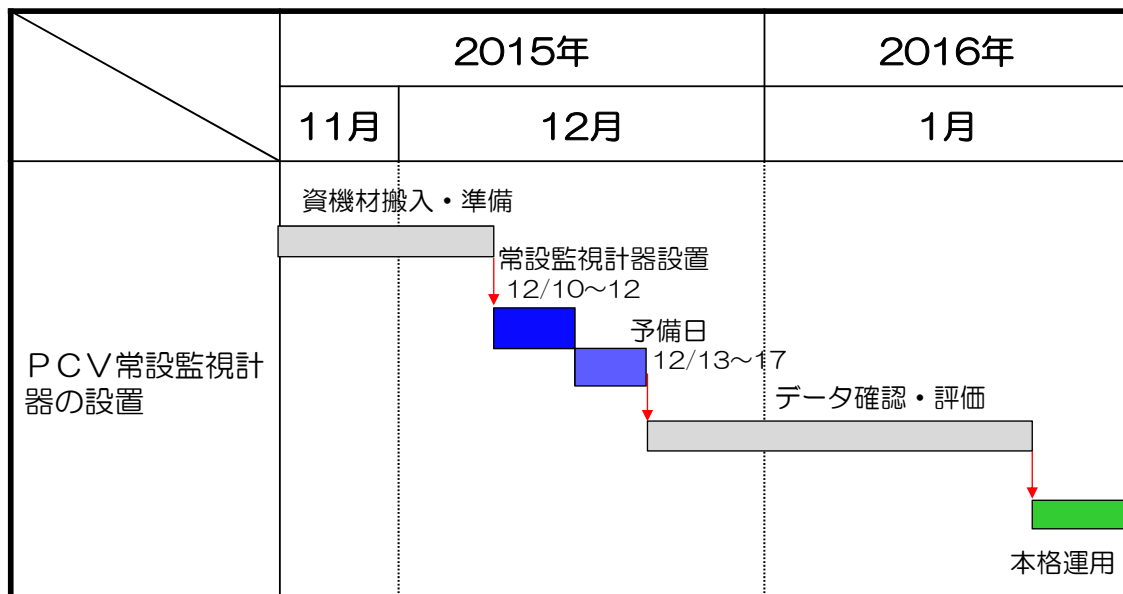 2015年
2016年
11月
12月
1月
資機材搬入・準備
常設監視計器設置
12/10～12
予備日
12/13～17
PCV常設監視計
器の設置
データ確認・評価
本格運用